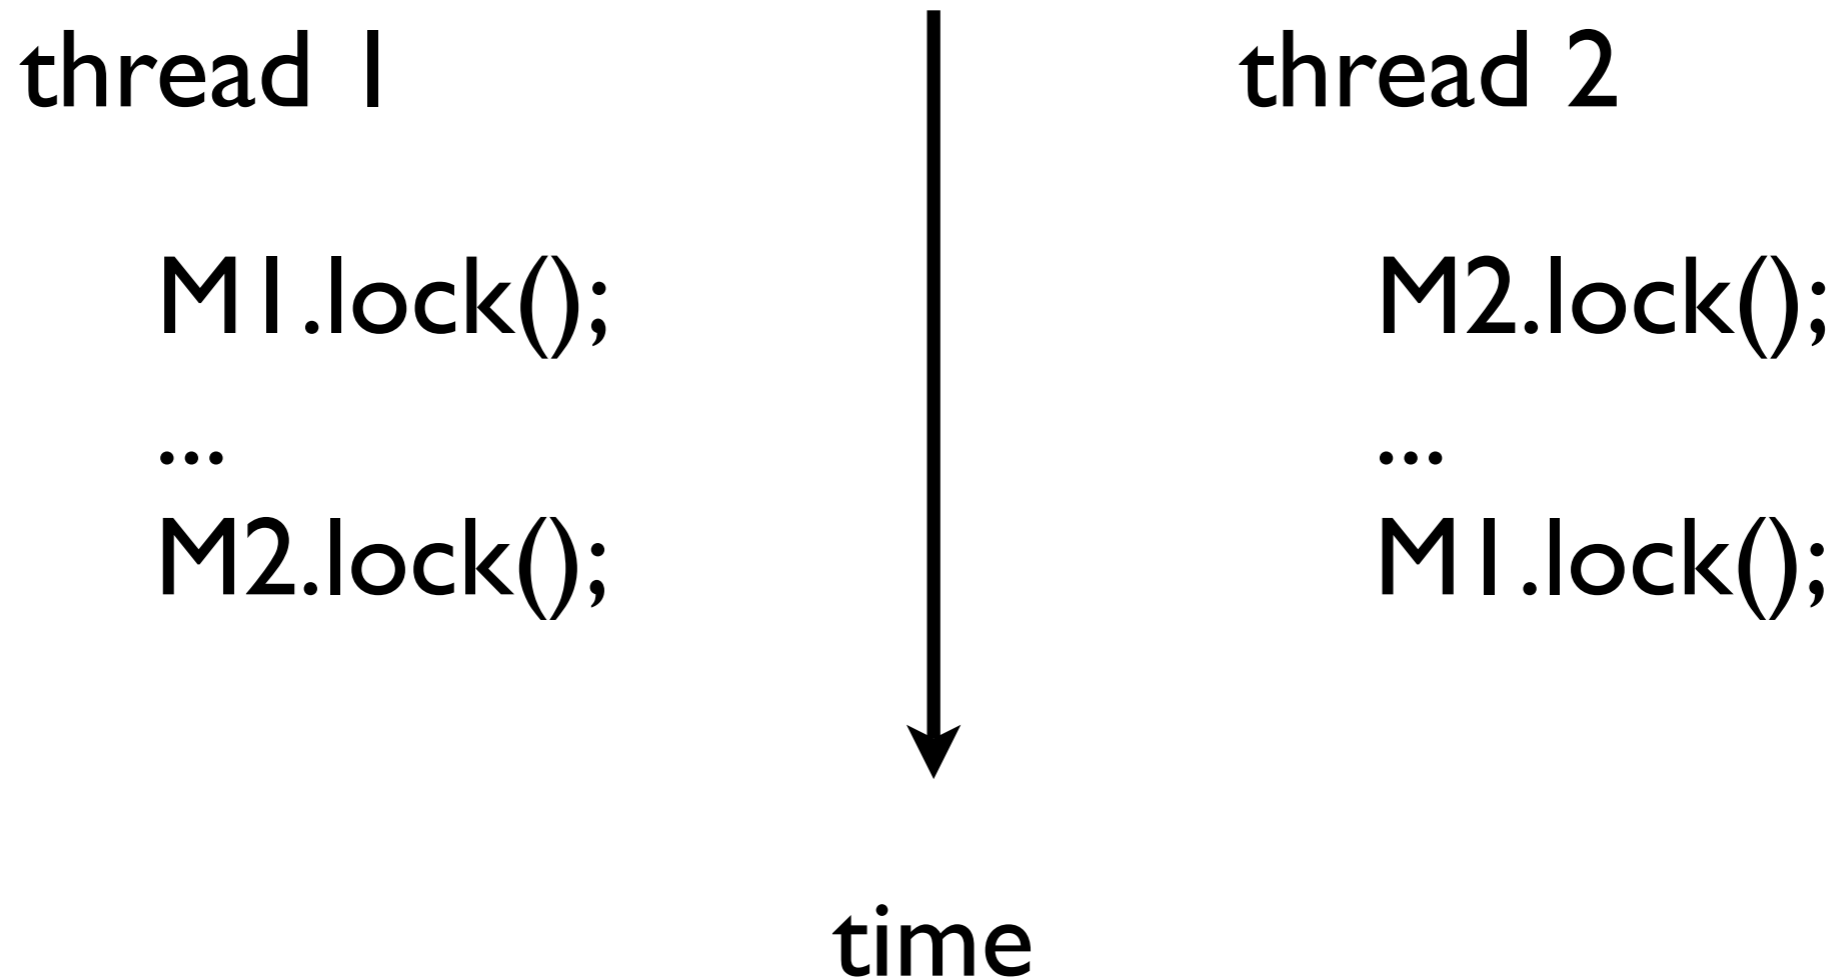 thread 1
M1.lock();
...
M2.lock();
thread 2
M2.lock();
...
M1.lock();
time